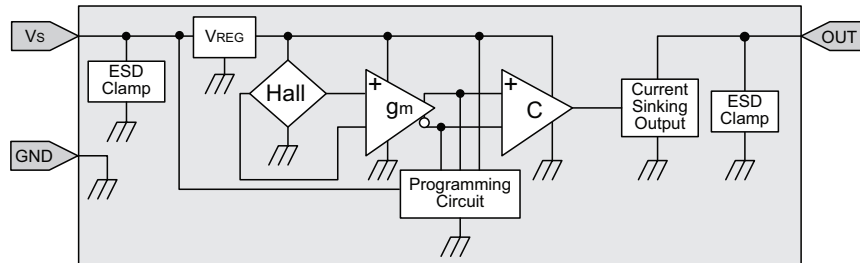 Vs
VREG
OUT
ESD
Clamp
Hall
+
gm
+
C
Current
Sinking
Output
ESD
Clamp
GND
Programming
Circuit